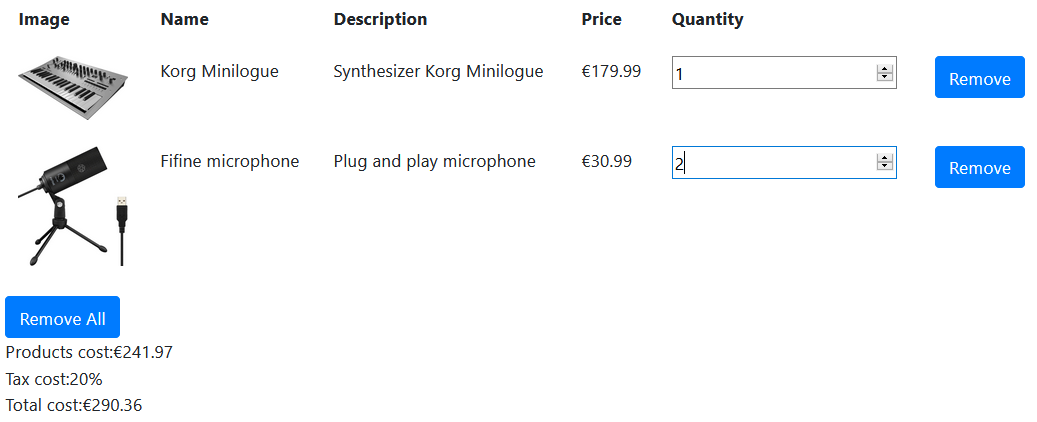 Image Name Description Price Quantity
Korg Minilogue Synthesizer Korg Minilogue €179.99 1 Remove
Fifine microphone Plug and play microphone €30.99 2 Remove
Remove All
Products cost:€241.97
Tax cost:20%
Total cost:€290.36